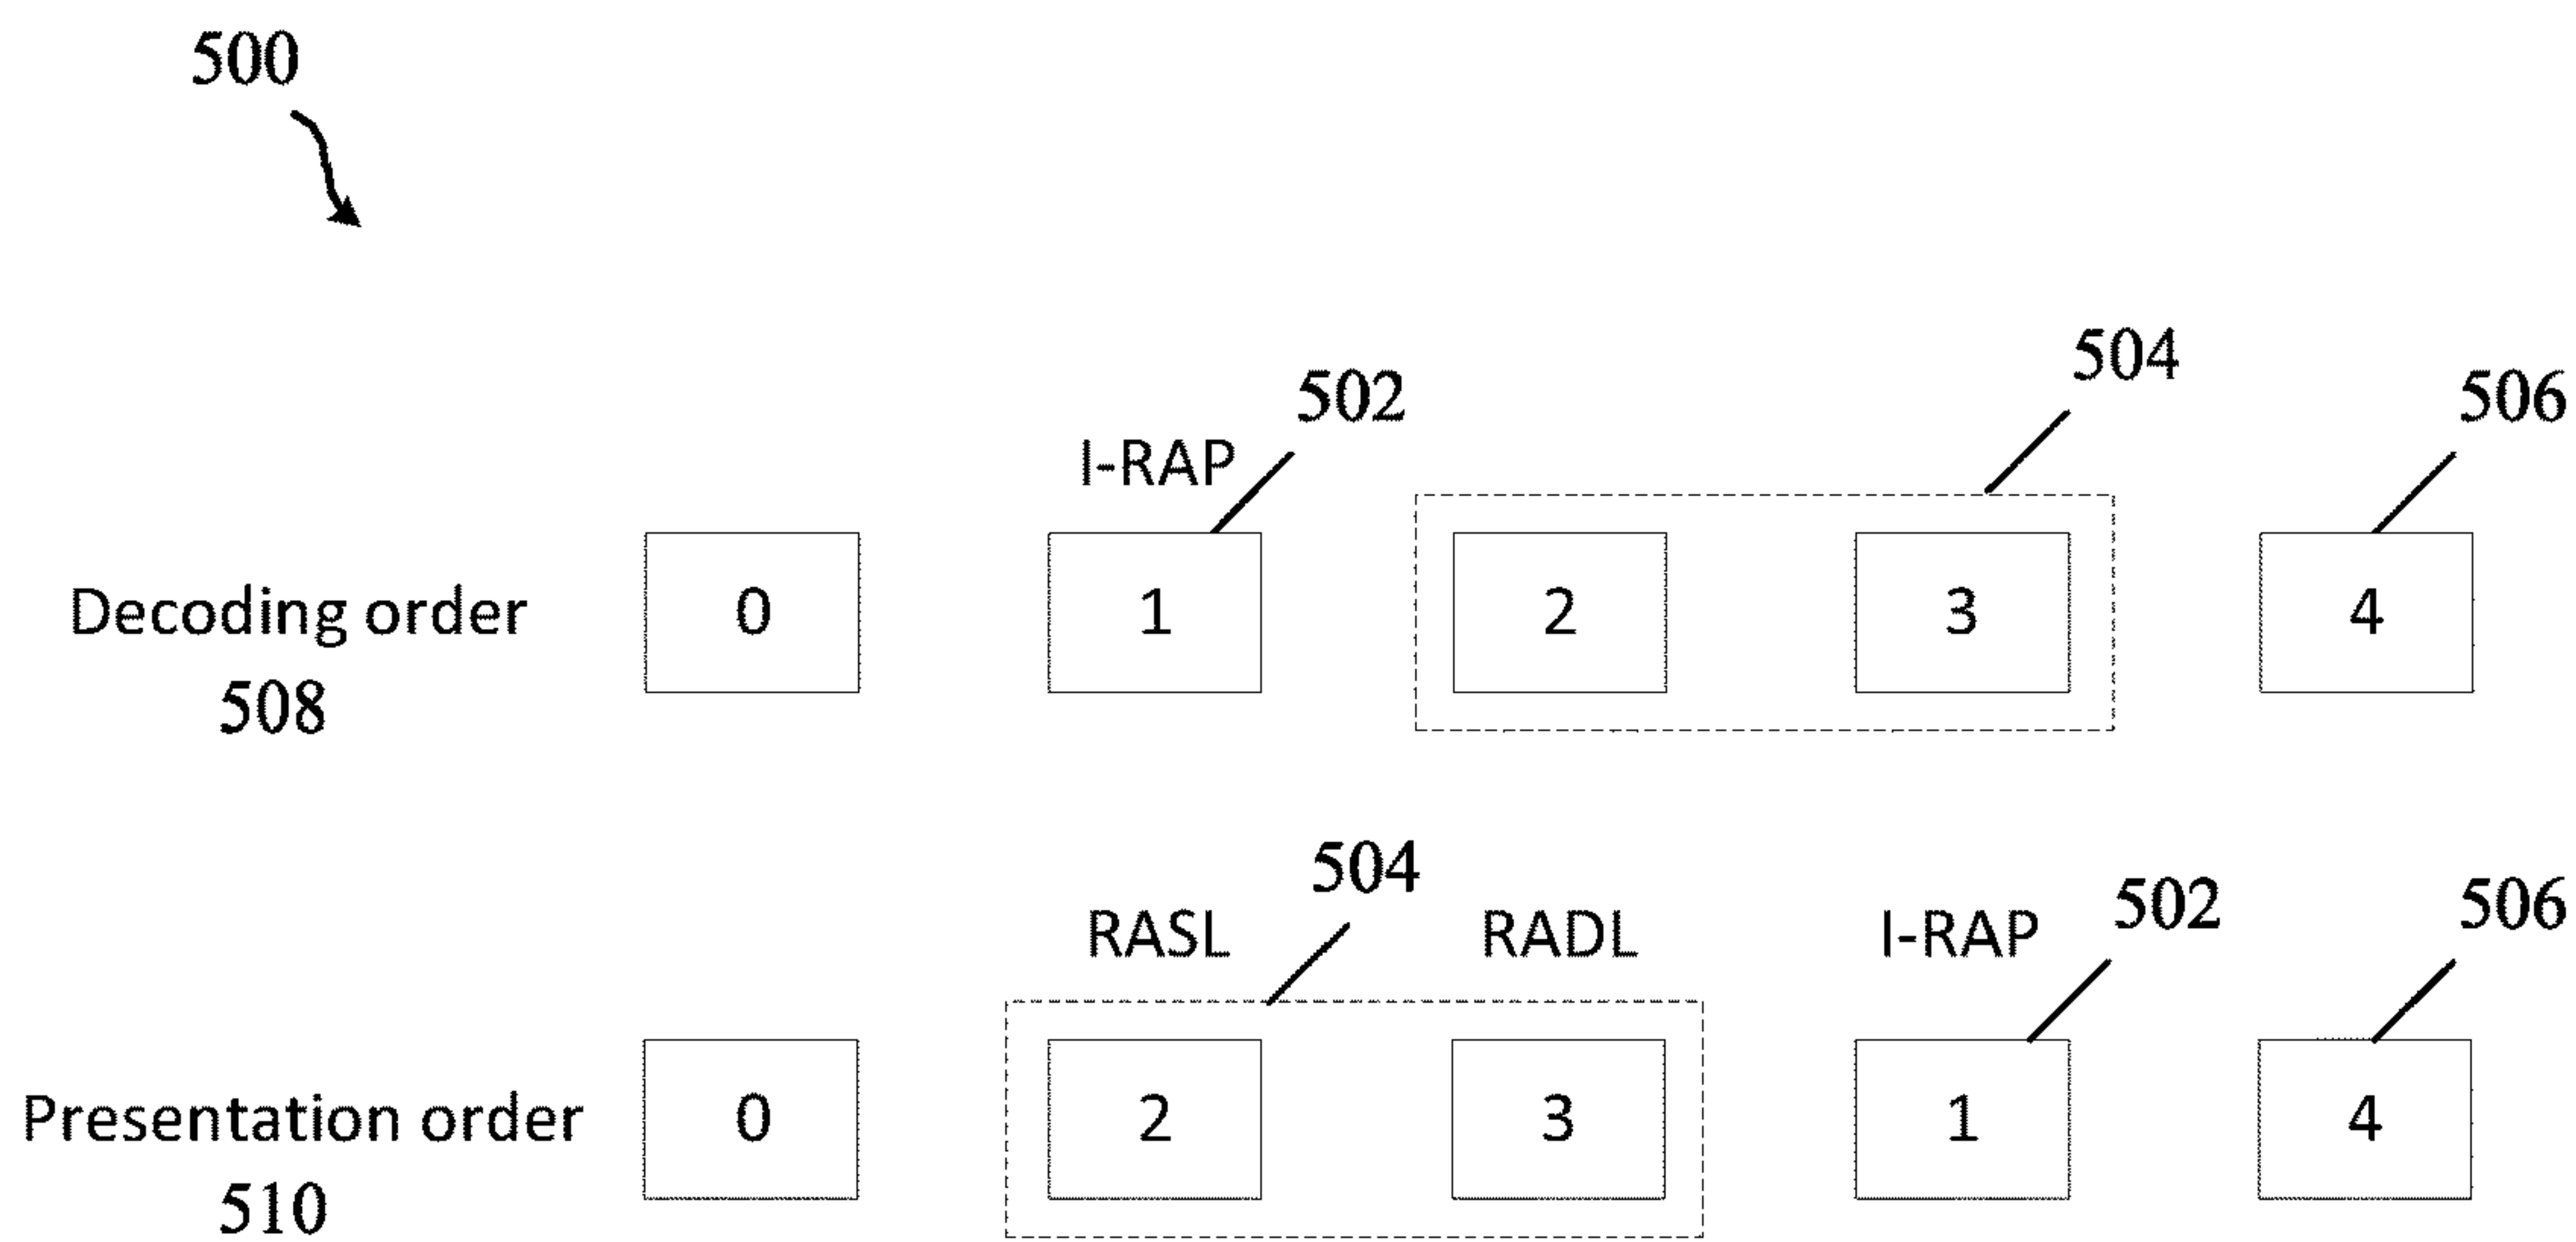 500
504
502
506
I-RAP
Decoding order 0 1 2 3 4
508
504
RASL RADL I-RAP 502 506
Presentation order 0 2 3 1 4
510